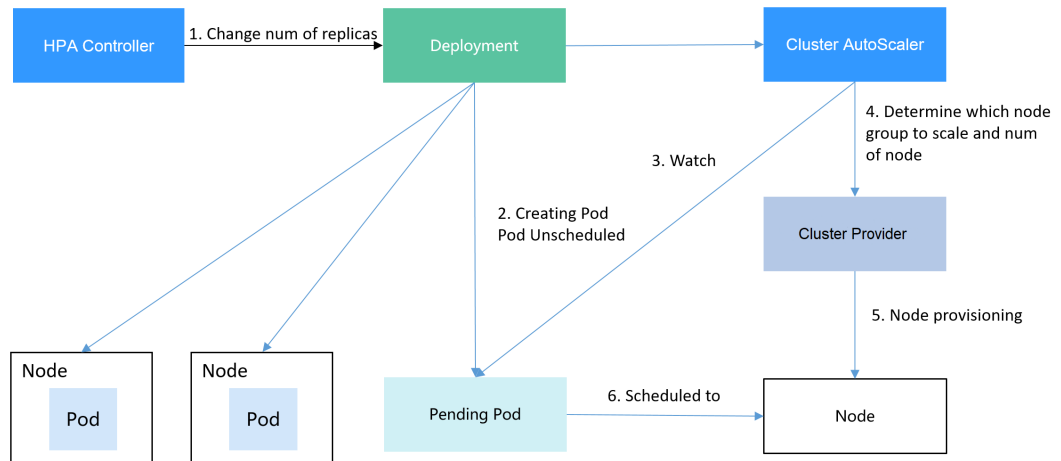 HPA Controller
1. Change num of replicas
Deployment
Cluster AutoScaler
4. Determine which node
group to scale and num
of node
3. Watch
2. Creating Pod
Pod Unscheduled
Cluster Provider
5. Node provisioning
Node
Pod
Node
Pod
Pending Pod
6. Scheduled to
Node